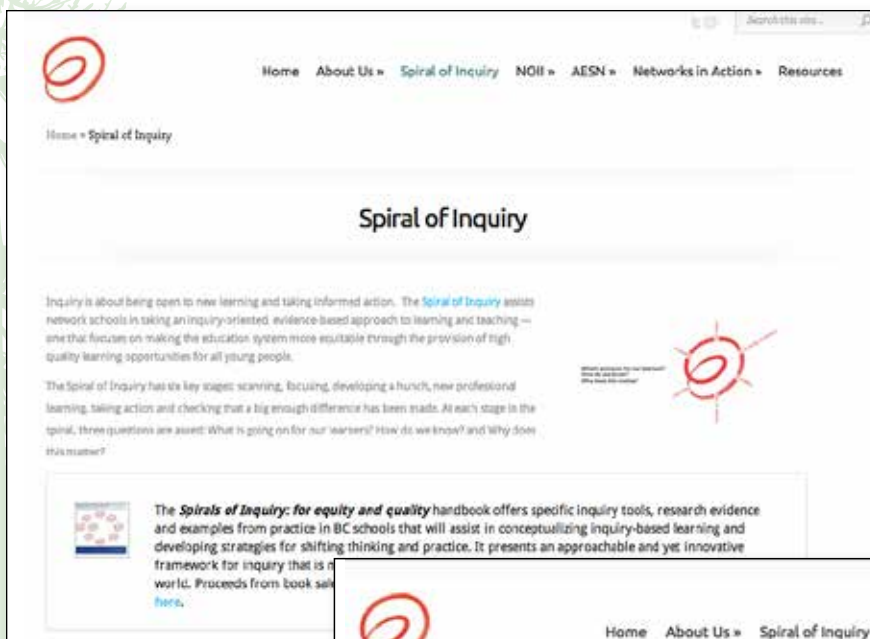 Search this site...
Home About Us » Spiral of Inquiry NOII » AESN » Networks in Action » Resources
Home » Spiral of Inquiry
Spiral of Inquiry
Inquiry is about being open to new learning and taking informed action. The Spiral of Inquiry assists
network schools in taking an inquiry-oriented, evidence-based approach to learning and teaching —
one that focuses on making the education system more equitable through the provision of high
quality learning opportunities for all young people.
The Spiral of Inquiry has six key stages: scanning, focusing, developing a hunch, new professional
learning, taking action and checking that a big enough difference has been made. At each stage in the
spiral, three questions are asked: What is going on for our learners? How do we know? and Why does
this matter?
The Spirals of Inquiry: for equity and quality handbook offers specific inquiry tools, research evidence
and examples from practice in BC schools that will assist in conceptualizing inquiry-based learning and
developing strategies for shifting thinking and practice. It presents an approachable and yet innovative
framework for inquiry that is
world. Proceeds from book
here.
Home About Us » Spiral of Inquiry